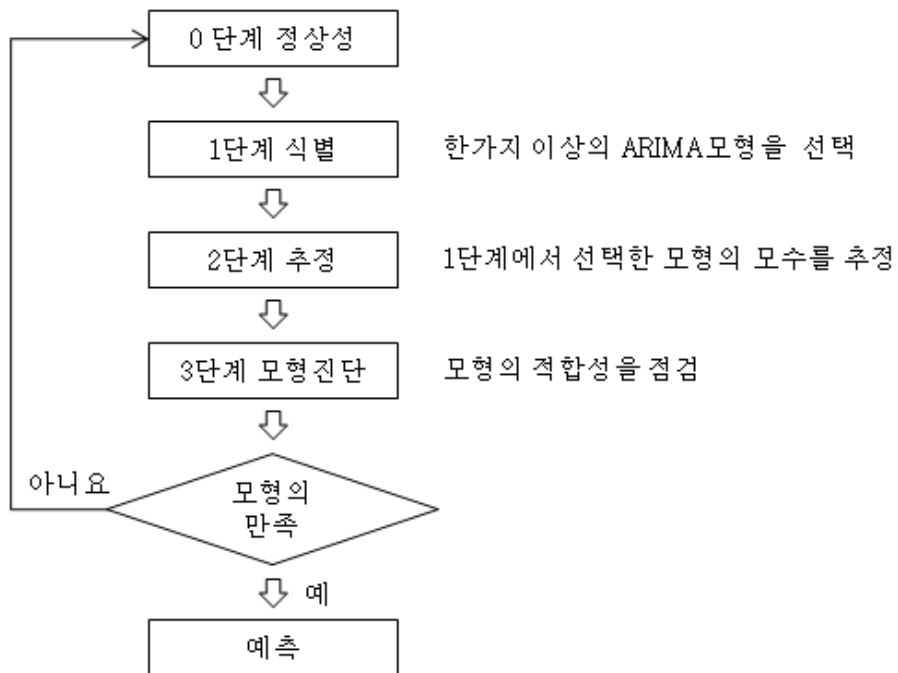 0 단계 정상성
1단계 식별
한가지 이상의 ARIMA모형을 선택
2단계 추정
1단계에서 선택한 모형의 모수를 추정
3단계 모형진단
모형의 적합성을 점검
아니요
모형의
만족
예
예측